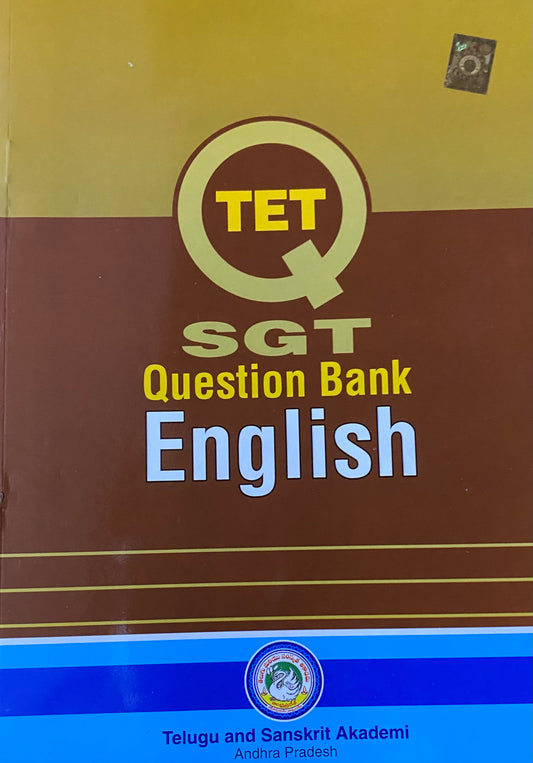 TET
SGT
Question Bank
English
Telugu and Sanskrit Akademi
Andhra Pradesh